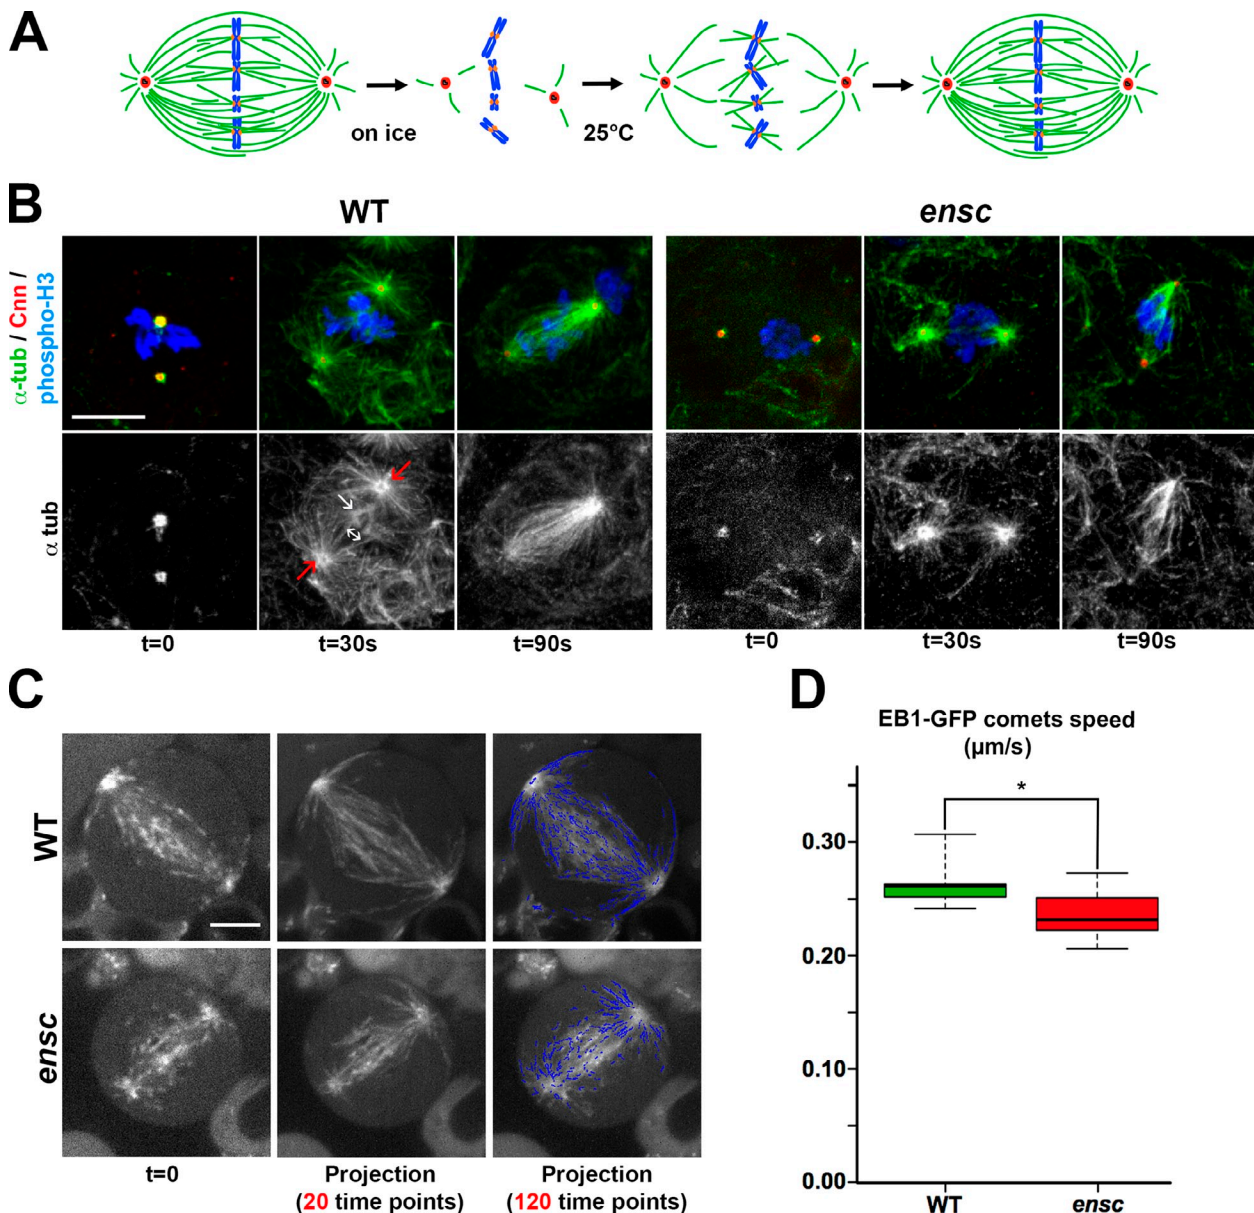 A
on ice
25°C
B
WT
ensc
α-tub / Cnn /
phospho-H3
α tub
t=0
t=30s
t=90s
t=0
t=30s
t=90s
C
WT
ensc
t=0
Projection
(20 time points)
Projection
(120 time points)
D
EB1-GFP comets speed
(µm/s)
*
0.30
0.20
0.10
0.00
WT
ensc